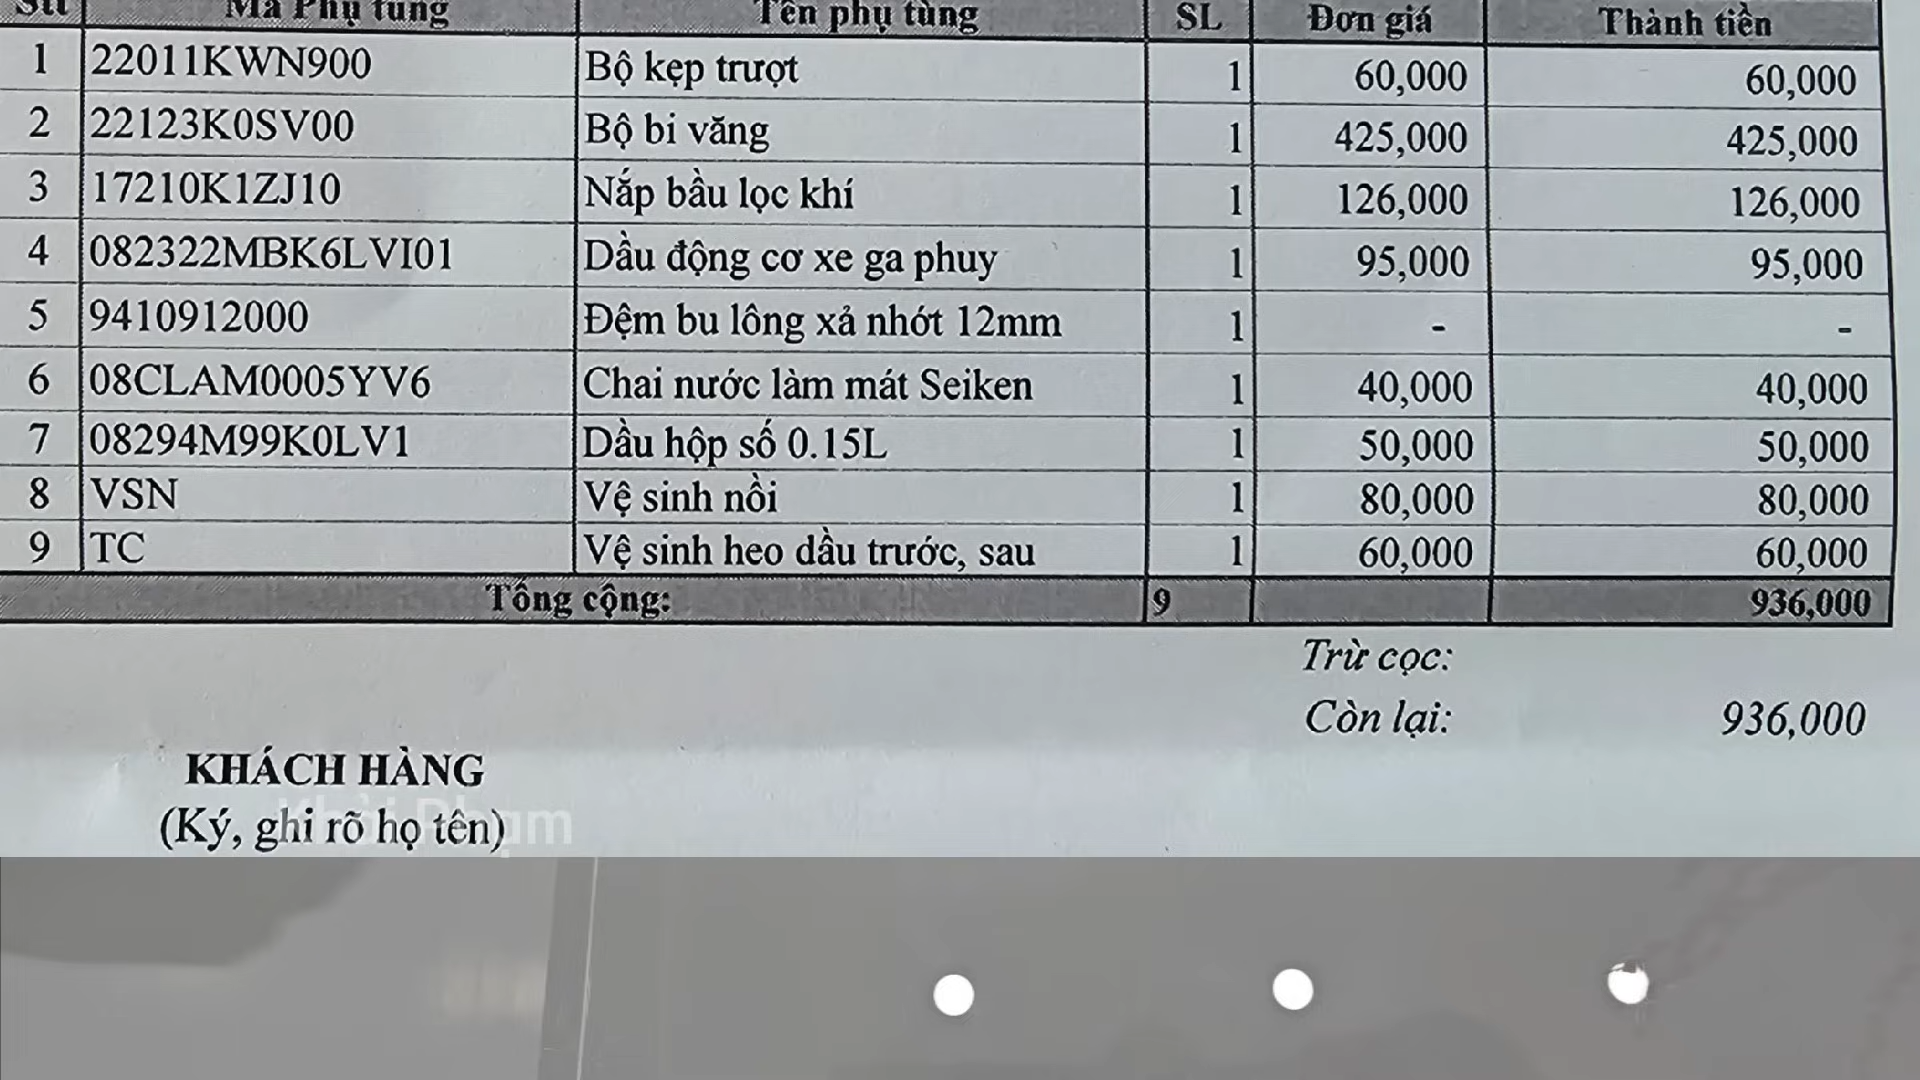 Stt Mã Phụ tùng Tên phụ tùng SL Đơn giá Thành tiền
1 22011KWN900 Bộ kẹp trượt 1 60,000 60,000
2 22123K0SV00 Bộ bi văng 1 425,000 425,000
3 17210K1ZJ10 Nắp bầu lọc khí 1 126,000 126,000
4 082322MBK6LVI01 Dầu động cơ xe ga phuy 1 95,000 95,000
5 9410912000 Đệm bu lông xả nhớt 12mm 1 - -
6 08CLAM0005YV6 Chai nước làm mát Seiken 1 40,000 40,000
7 08294M99K0LV1 Dầu hộp số 0.15L 1 50,000 50,000
8 VSN Vệ sinh nồi 1 80,000 80,000
9 TC Vệ sinh heo dầu trước, sau 1 60,000 60,000
Tổng cộng: 9 936,000
Trừ cọc:
Còn lại: 936,000
KHÁCH HÀNG
(Ký, ghi rõ họ tên)
Khải Phạm